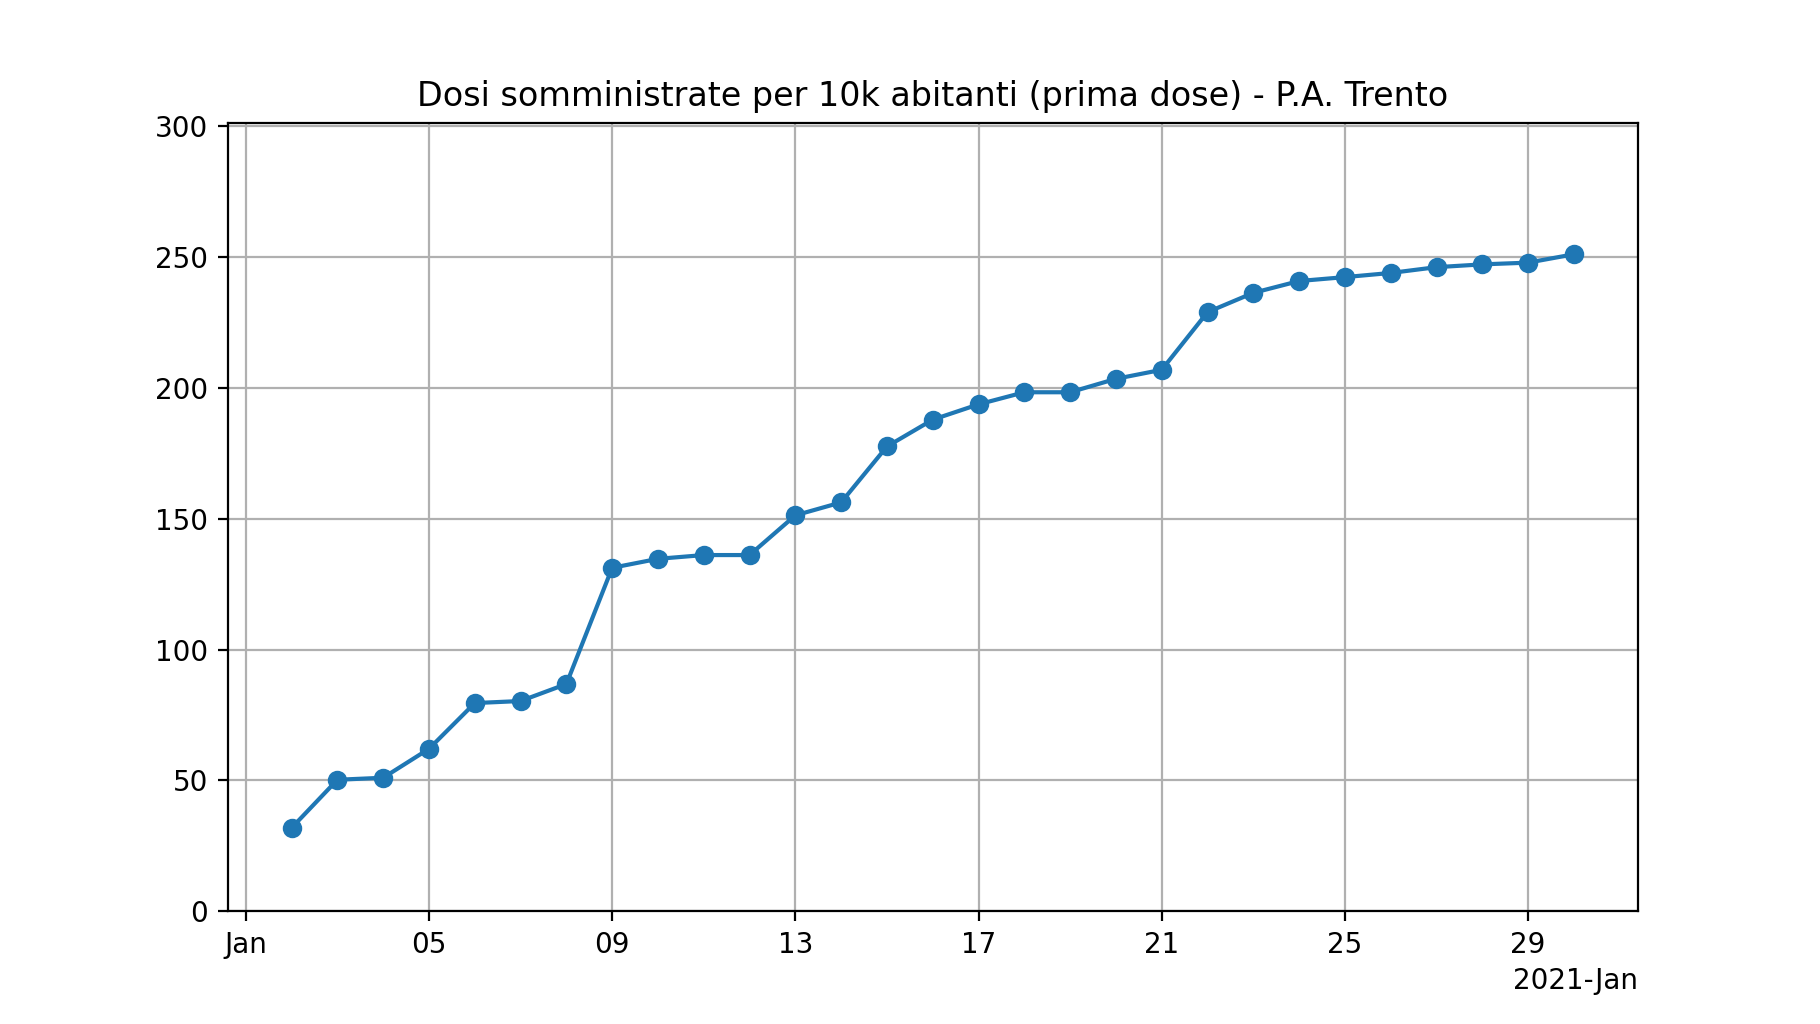 Dosi somministrate per 10k abitanti (prima dose) - P.A. Trento
300
250
200
150
100
50
0
Jan 05 09 13 17 21 25 29
2021-Jan